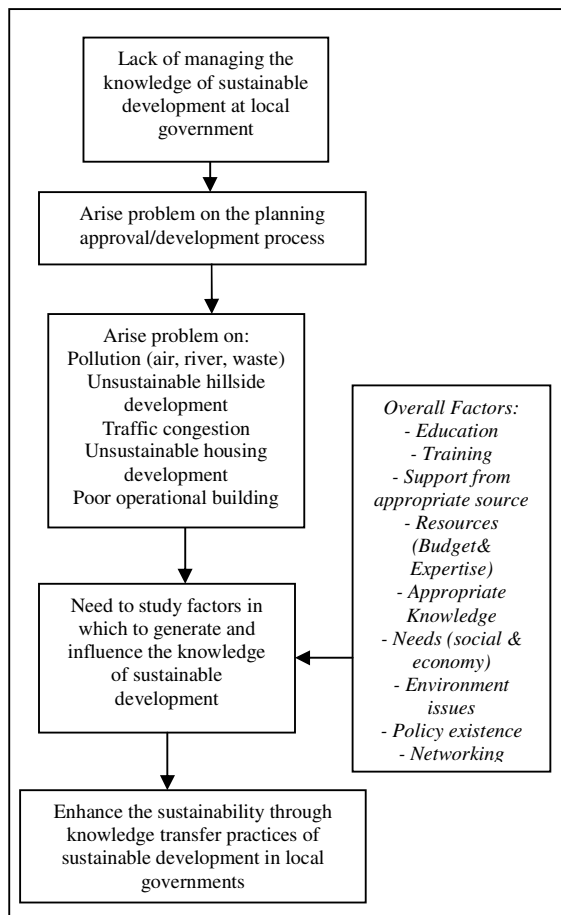 Lack of managing the
knowledge of sustainable
development at local
government
Arise problem on the planning
approval/development process
Arise problem on:
Pollution (air, river, waste)
Unsustainable hillside
development
Traffic congestion
Unsustainable housing
development
Poor operational building
Overall Factors:
- Education
- Training
- Support from
appropriate source
- Resources
(Budget&
Expertise)
- Appropriate
Knowledge
- Needs (social &
economy)
- Environment
issues
- Policy existence
- Networking
Need to study factors in
which to generate and
influence the knowledge
of sustainable
development
Enhance the sustainability through
knowledge transfer practices of
sustainable development in local
governments